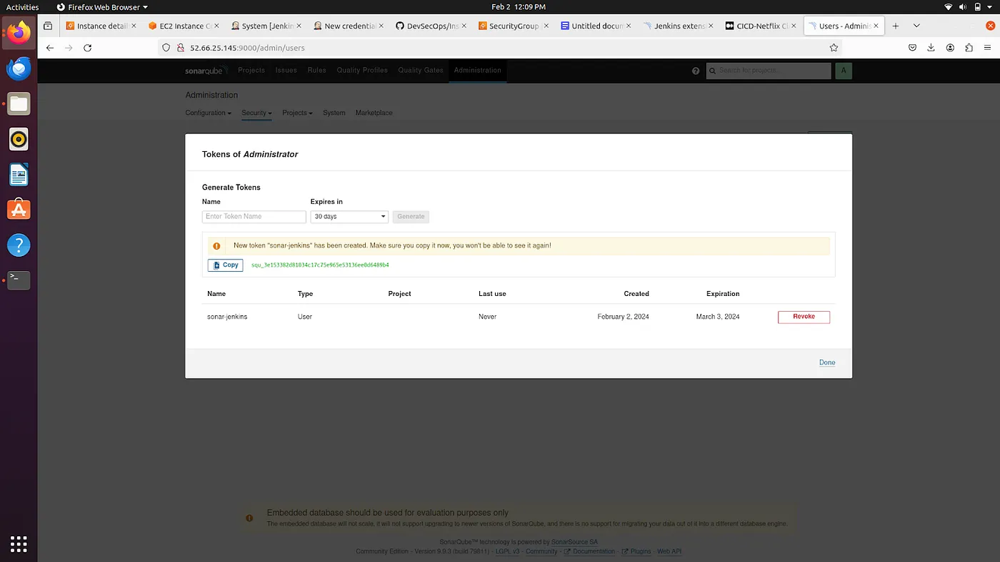 Activities Firefox Web Browser Feb 2 12:09 PM
Instance detail EC2 Instance C System [Jenkin New credentia DevSecOps/Ins SecurityGroup Untitled docum Jenkins extens CICD-Netflix C Users - Adminis
52.66.25.145:9000/admin/users
sonarqube Projects Issues Rules Quality Profiles Quality Gates Administration Search for projects... A
Administration
Configuration Security Projects System Marketplace
Tokens of Administrator
Generate Tokens
Name Expires in
Enter Token Name 30 days Generate
New token "sonar-jenkins" has been created. Make sure you copy it now, you won't be able to see it again!
Copy squ_3e153382d81034c17c75e965e53136ee0d6489b4
Name Type Project Last use Created Expiration
sonar-jenkins User Never February 2, 2024 March 3, 2024 Revoke
Done
Embedded database should be used for evaluation purposes only
The embedded database will not scale, it will not support upgrading to newer versions of SonarQube, and there is no support for migrating your data out of it into a different database engine.
SonarQube™ technology is powered by SonarSource SA
Community Edition - Version 9.9.3 (build 79811) - LGPL v3 - Community - Documentation - Plugins - Web API